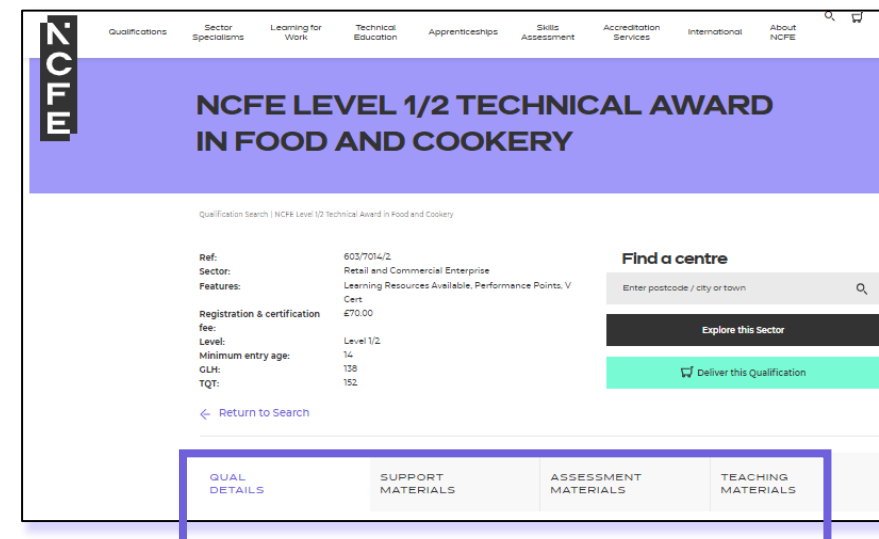 NCFE
Qualifications
Sector Specialisms
Learning for Work
Technical Education
Apprenticeships
Skills Assessment
Accreditation Services
International
About NCFE
NCFE LEVEL 1/2 TECHNICAL AWARD
IN FOOD AND COOKERY
Qualification Search | NCFE Level 1/2 Technical Award in Food and Cookery
Ref: 603/7014/2
Sector: Retail and Commercial Enterprise
Features: Learning Resources Available, Performance Points, V
Cert
Registration & certification £70.00
fee:
Level: Level 1/2
Minimum entry age: 14
GLH: 138
TQT: 152
← Return to Search
Find a centre
Enter postcode / city or town
Explore this Sector
Deliver this Qualification
QUAL
DETAILS
SUPPORT
MATERIALS
ASSESSMENT
MATERIALS
TEACHING
MATERIALS